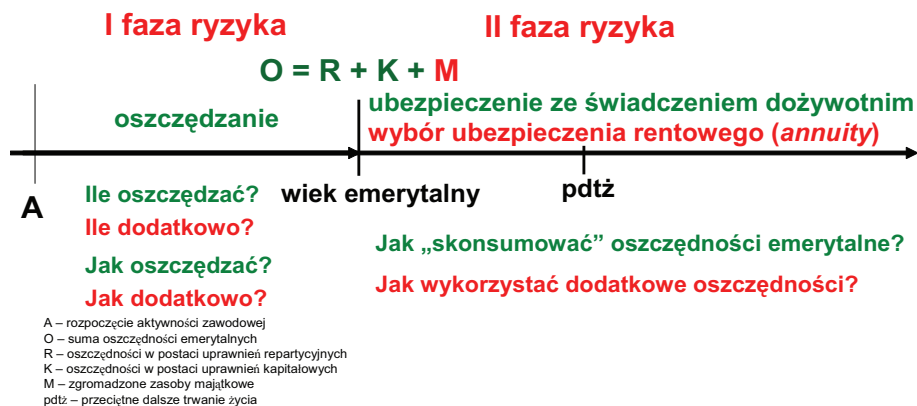 I faza ryzyka
II faza ryzyka
O = R + K + M
oszczędzanie
ubezpieczenie ze świadczeniem dożywotnim
wybór ubezpieczenia rentowego (annuity)
A
wiek emerytalny
pdtż
Ile oszczędzać?
Ile dodatkowo?
Jak oszczędzać?
Jak dodatkowo?
Jak „skonsumować” oszczędności emerytalne?
Jak wykorzystać dodatkowe oszczędności?
A – rozpoczęcie aktywności zawodowej
O – suma oszczędności emerytalnych
R – oszczędności w postaci uprawnień repartycyjnych
K – oszczędności w postaci uprawnień kapitałowych
M – zgromadzone zasoby majątkowe
pdtż – przeciętne dalsze trwanie życia